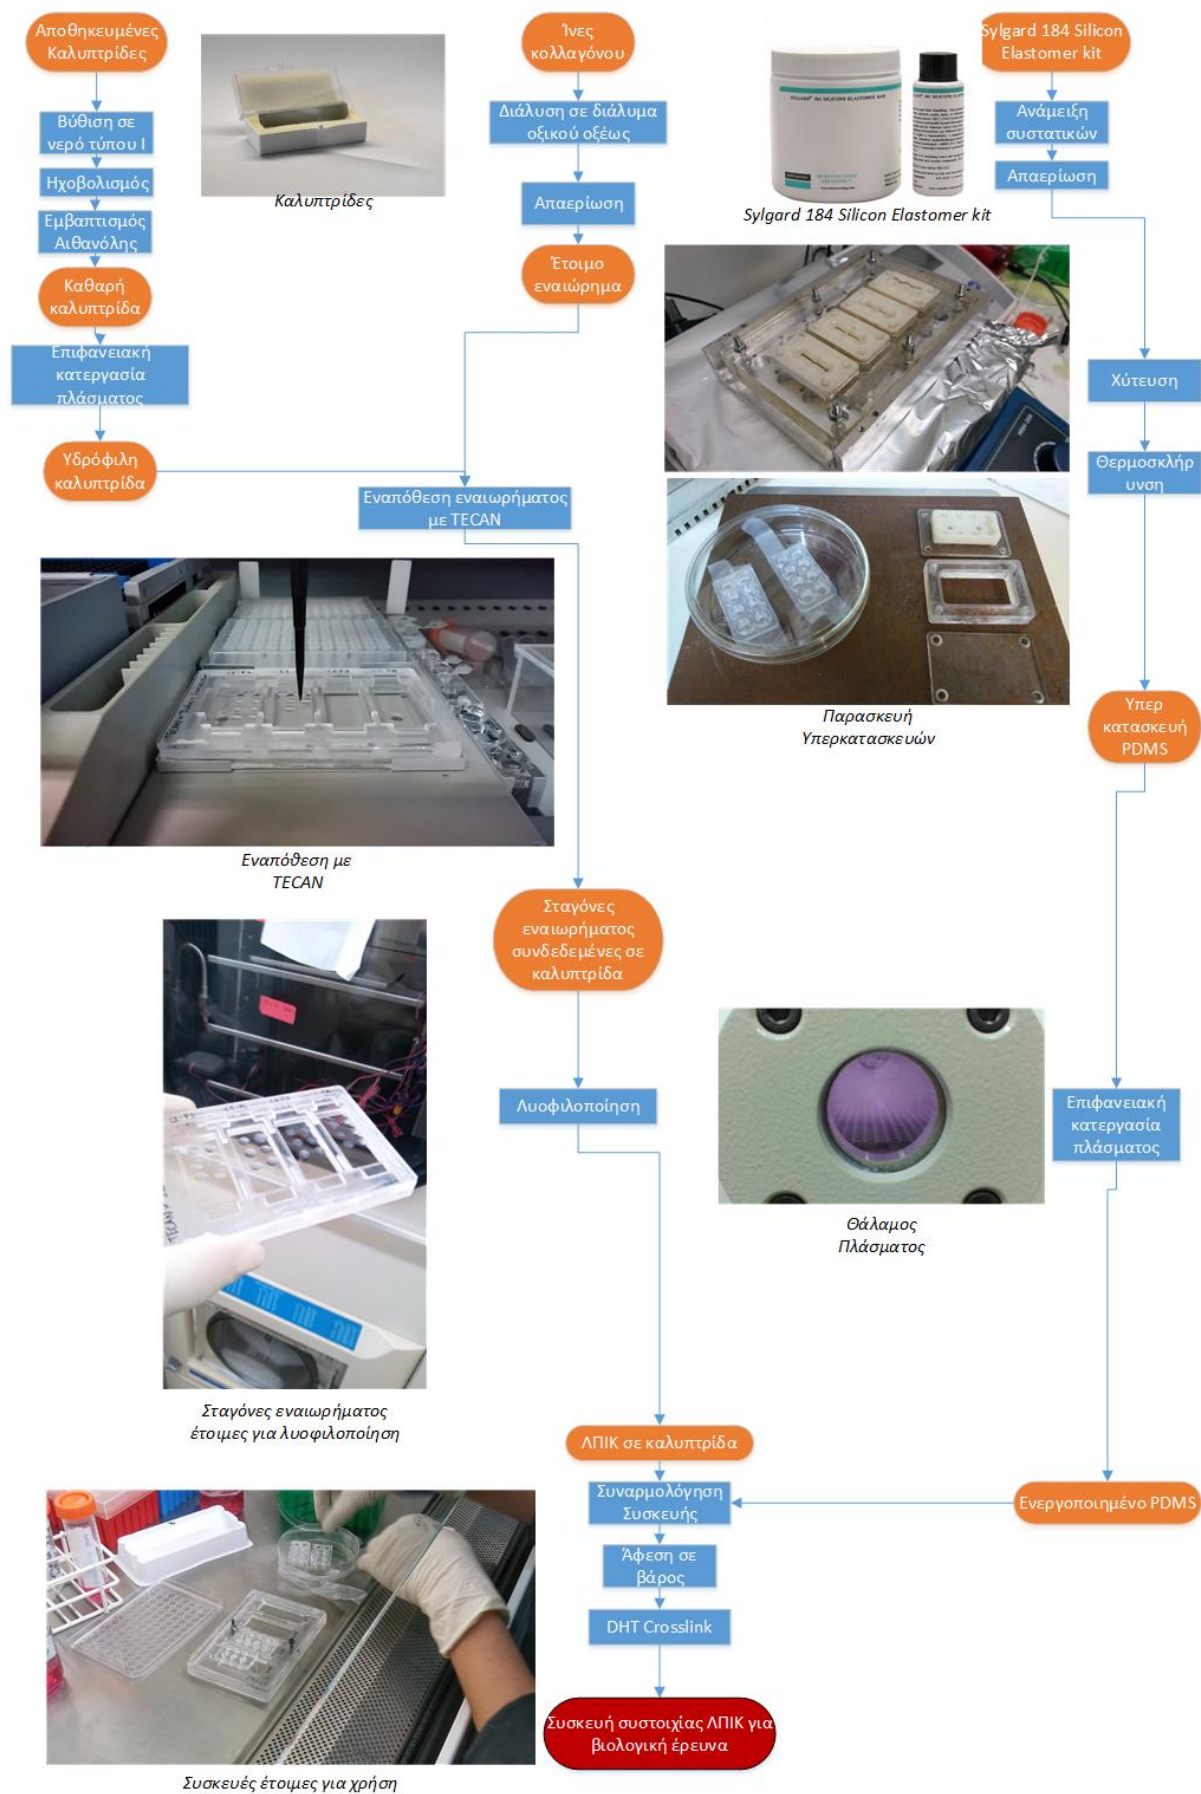 Αποθηκευμένες
Καλυπτρίδες
Βύθιση σε
νερό τύπου Ι
Ηχοβολισμός
Εμβαπτισμός
Αιθανόλης
Καθαρή
καλυπτρίδα
Επιφανειακή
κατεργασία
πλάσματος
Υδρόφιλη
καλυπτρίδα
Καλυπτρίδες
Ίνες
κολλαγόνου
Διάλυση σε διάλυμα
οξικού οξέως
Απαερίωση
Έτοιμο
εναιώρημα
Εναπόθεση εναιωρήματος
με TECAN
Sylgard 184 Silicon
Elastomer kit
Ανάμειξη
συστατικών
Απαερίωση
Sylgard 184 Silicon Elastomer kit
Χύτευση
Θερμοσκλήρ
υνση
Παρασκευή
Υπερκατασκευών
Υπερ
κατασκευή
PDMS
Εναπόθεση με
TECAN
Σταγόνες
εναιωρήματος
συνδεδεμένες σε
καλυπτρίδα
Λυοφιλοποίηση
Επιφανειακή
κατεργασία
πλάσματος
Θάλαμος
Πλάσματος
Σταγόνες εναιωρήματος
έτοιμες για λυοφιλοποίηση
ΛΠΙΚ σε καλυπτρίδα
Συναρμολόγηση
Συσκευής
Ενεργοποιημένο PDMS
Άφεση σε
βάρος
DHT Crosslink
Συσκευή συστοιχίας ΛΠΙΚ για
βιολογική έρευνα
Συσκευές έτοιμες για χρήση